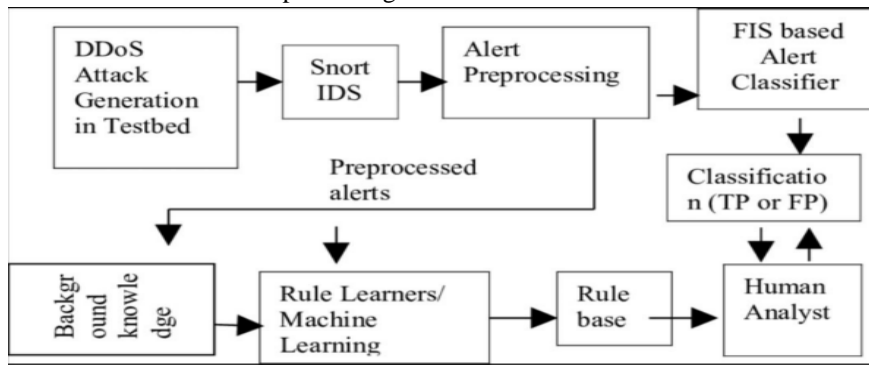 DDoS
Attack
Generation
in Testbed
Snort
IDS
Alert
Preprocessing
FIS based
Alert
Classifier
Preprocessed
alerts
Classificatio
n (TP or FP)
Backgr
ound
knowle
dge
Rule Learners/
Machine
Learning
Rule
base
Human
Analyst